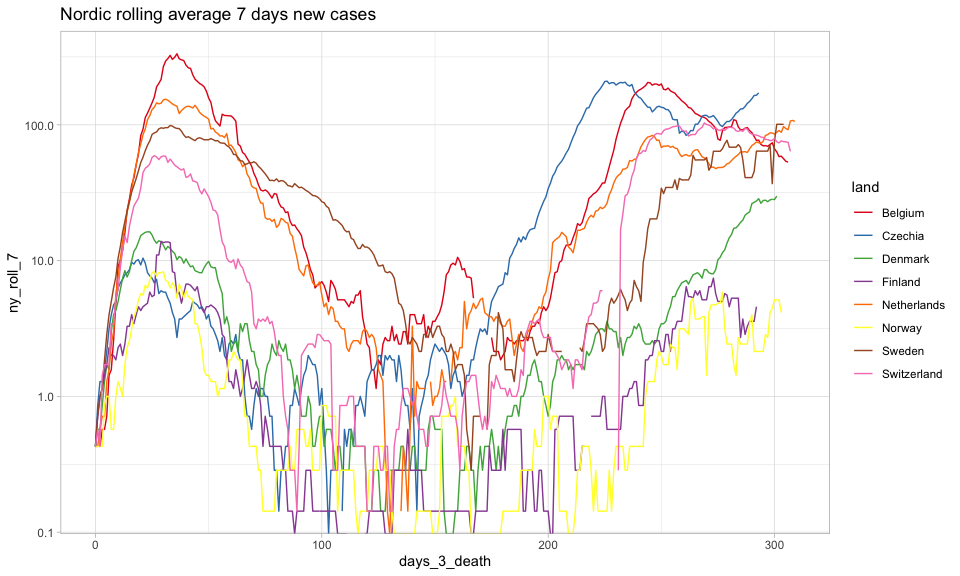 Nordic rolling average 7 days new cases
ny_roll_7
100.0
10.0
1.0
0.1
0
100
200
300
days_3_death
land
Belgium
Czechia
Denmark
Finland
Netherlands
Norway
Sweden
Switzerland